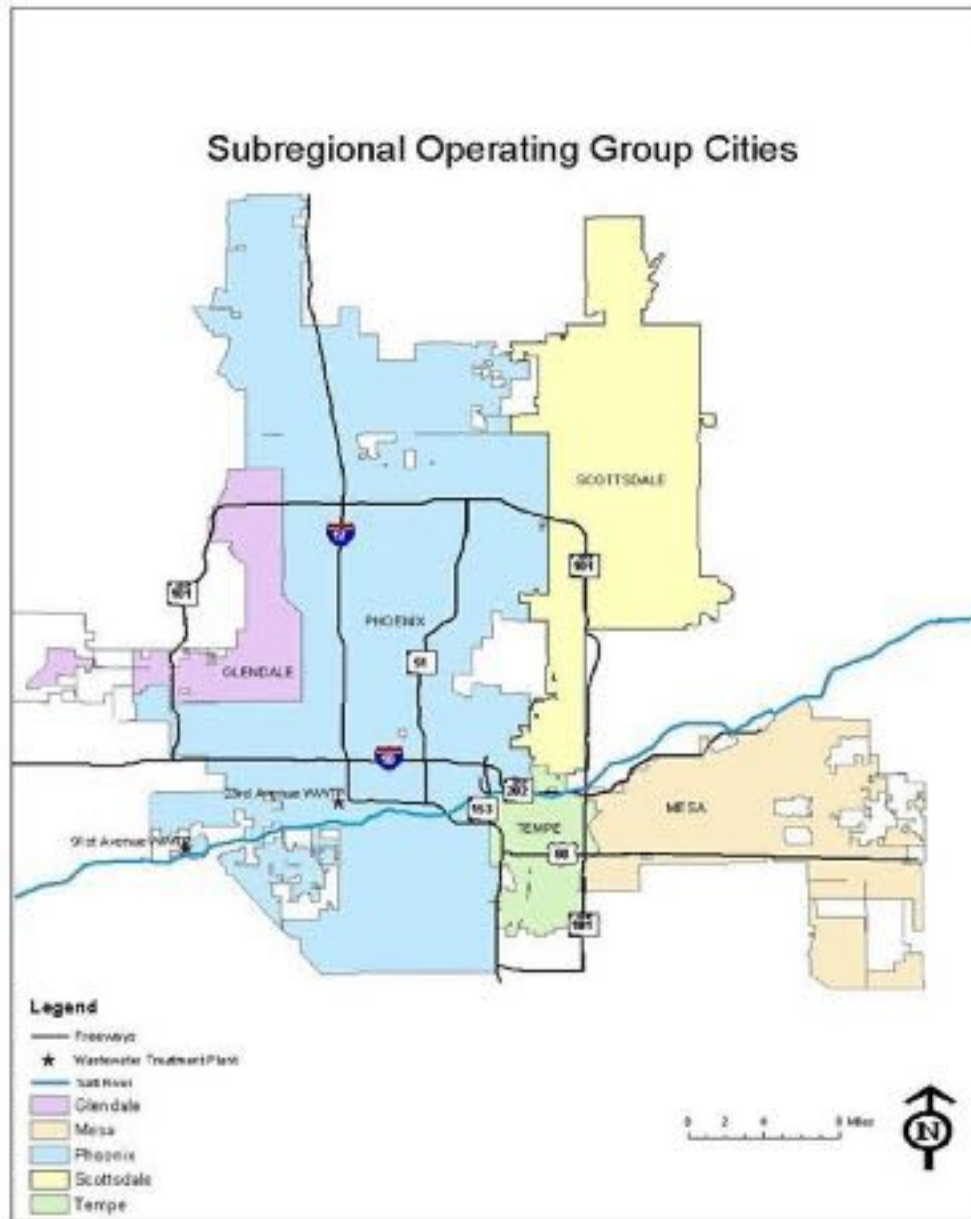 Subregional Operating Group Cities
SCOTTSDALE
17
101
101
PHOENIX
51
GLENDALE
10
23rd Avenue WWTP
202
153
MESA
TEMPE
91st Avenue WWTP
60
101
Legend
Freeways
Wastewater Treatment Plant
Salt River
Glendale
Mesa
Phoenix
Scottsdale
Tempe
0 2 4 8 Miles
N